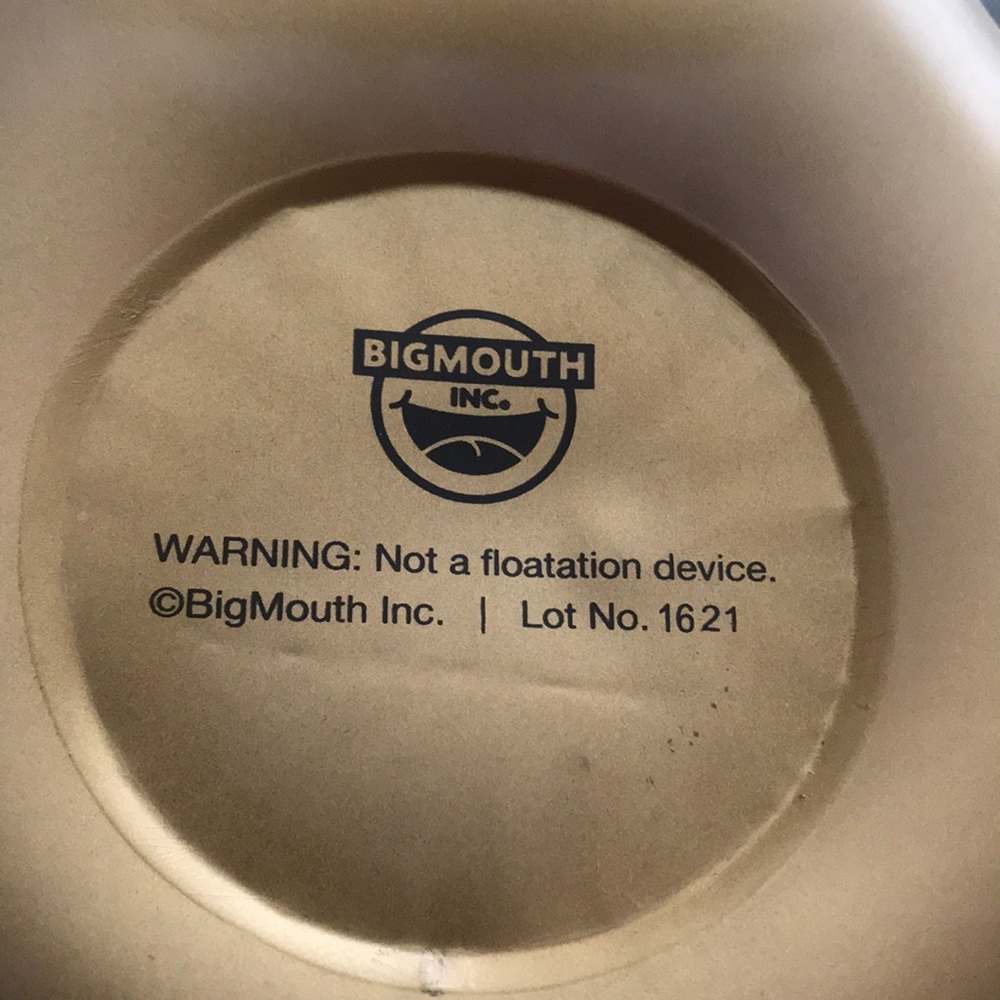 BIGMOUTH
INC.
WARNING: Not a floatation device.
©BigMouth Inc. | Lot No. 1621